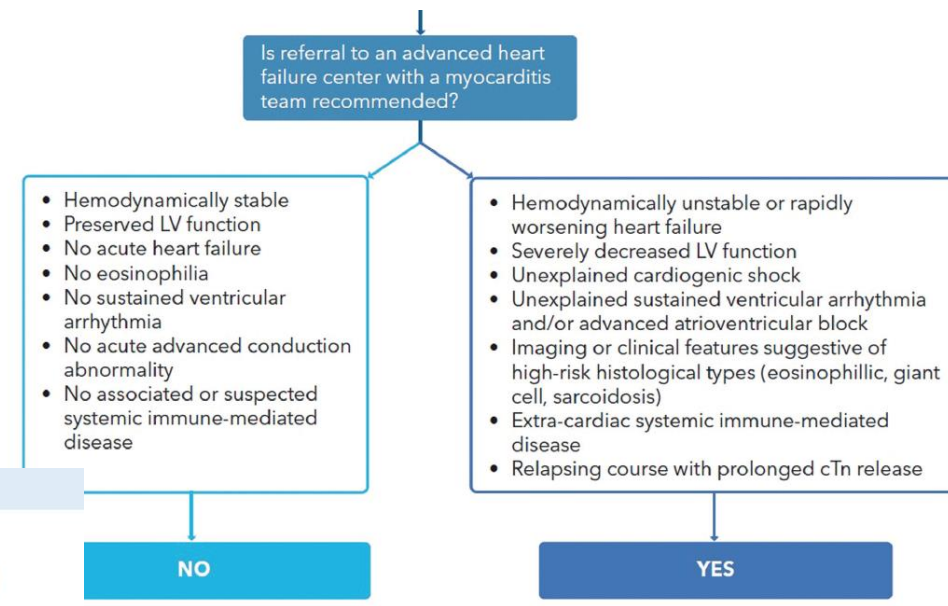 Is referral to an advanced heart
failure center with a myocarditis
team recommended?
• Hemodynamically stable
• Preserved LV function
• No acute heart failure
• No eosinophilia
• No sustained ventricular
arrhythmia
• No acute advanced conduction
abnormality
• No associated or suspected
systemic immune-mediated
disease
NO
• Hemodynamically unstable or rapidly
worsening heart failure
• Severely decreased LV function
• Unexplained cardiogenic shock
• Unexplained sustained ventricular arrhythmia
and/or advanced atrioventricular block
• Imaging or clinical features suggestive of
high-risk histological types (eosinophillic, giant
cell, sarcoidosis)
• Extra-cardiac systemic immune-mediated
disease
• Relapsing course with prolonged cTn release
YES